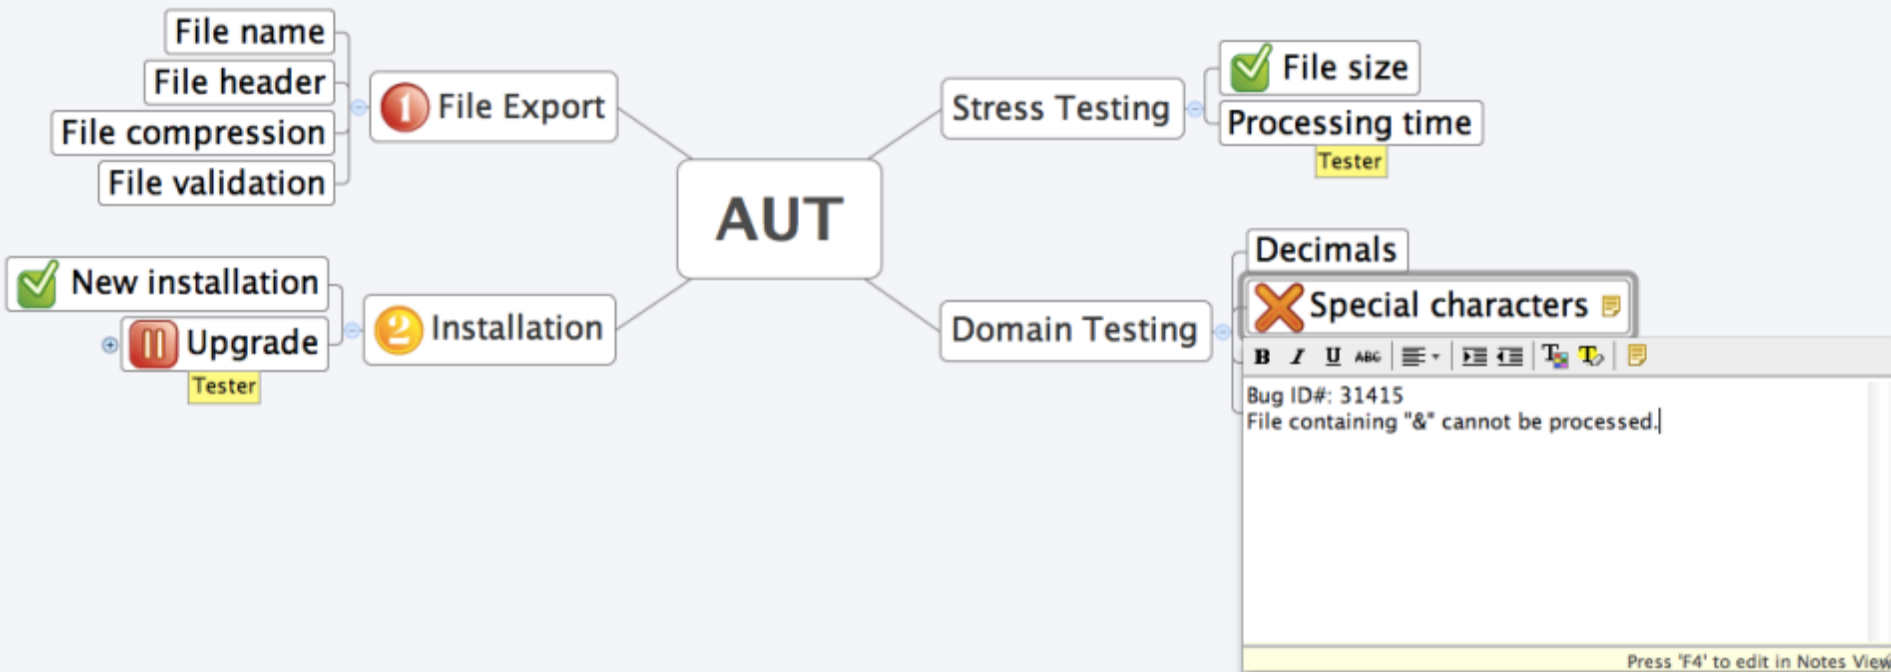 File name
File header
File compression
File validation
1 File Export
New installation
Upgrade
Tester
2 Installation
AUT
Stress Testing
File size
Processing time
Tester
Domain Testing
Decimals
Special characters
B I U ABC
Bug ID#: 31415
File containing "&" cannot be processed.
Press 'F4' to edit in Notes View